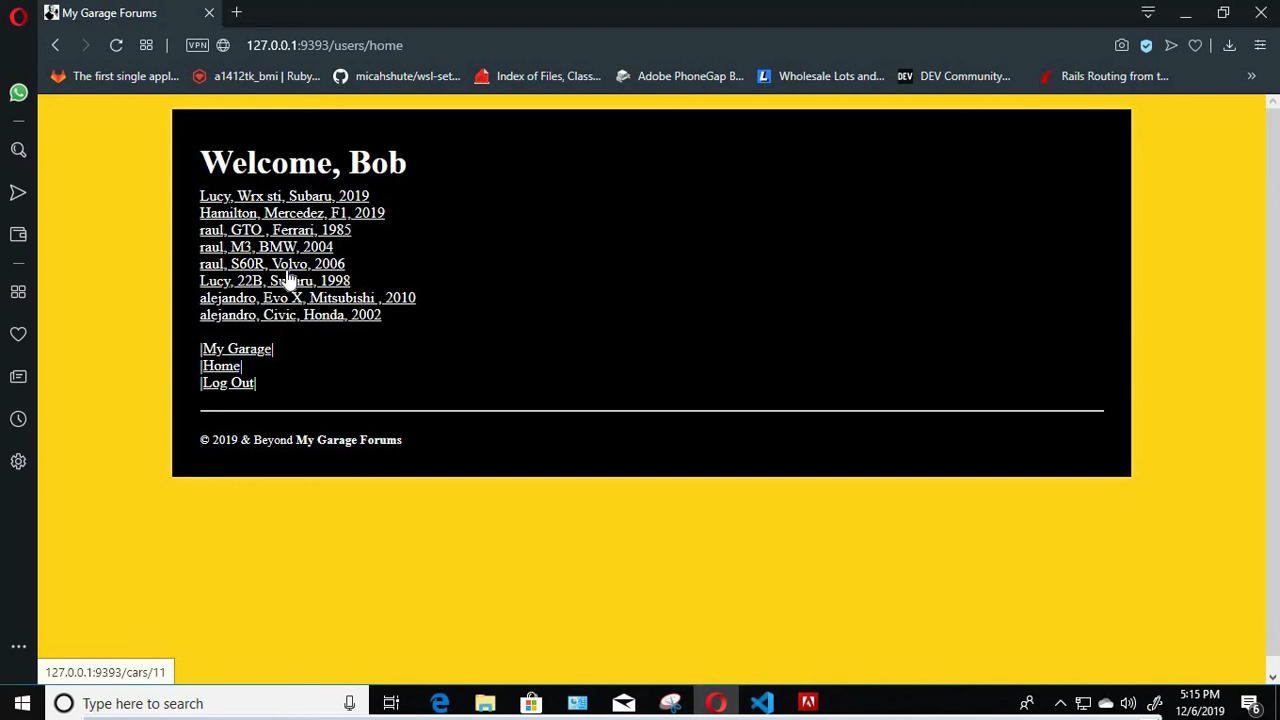 My Garage Forums
VPN
127.0.0.1:9393/users/home
The first single appl...
a1412tk_bmi | Ruby...
micahshute/wsl-set...
Index of Files, Class...
Adobe PhoneGap B...
L
Wholesale Lots and...
DEV
DEV Community...
Rails Routing from t...
Welcome, Bob
Lucy, Wrx sti, Subaru, 2019
Hamilton, Mercedez, F1, 2019
raul, GTO , Ferrari, 1985
raul, M3, BMW, 2004
raul, S60R, Volvo, 2006
Lucy, 22B, Subaru, 1998
alejandro, Evo X, Mitsubishi , 2010
alejandro, Civic, Honda, 2002
|My Garage|
|Home|
|Log Out|
© 2019 & Beyond My Garage Forums
127.0.0.1:9393/cars/11
Type here to search
5:15 PM
12/6/2019
6